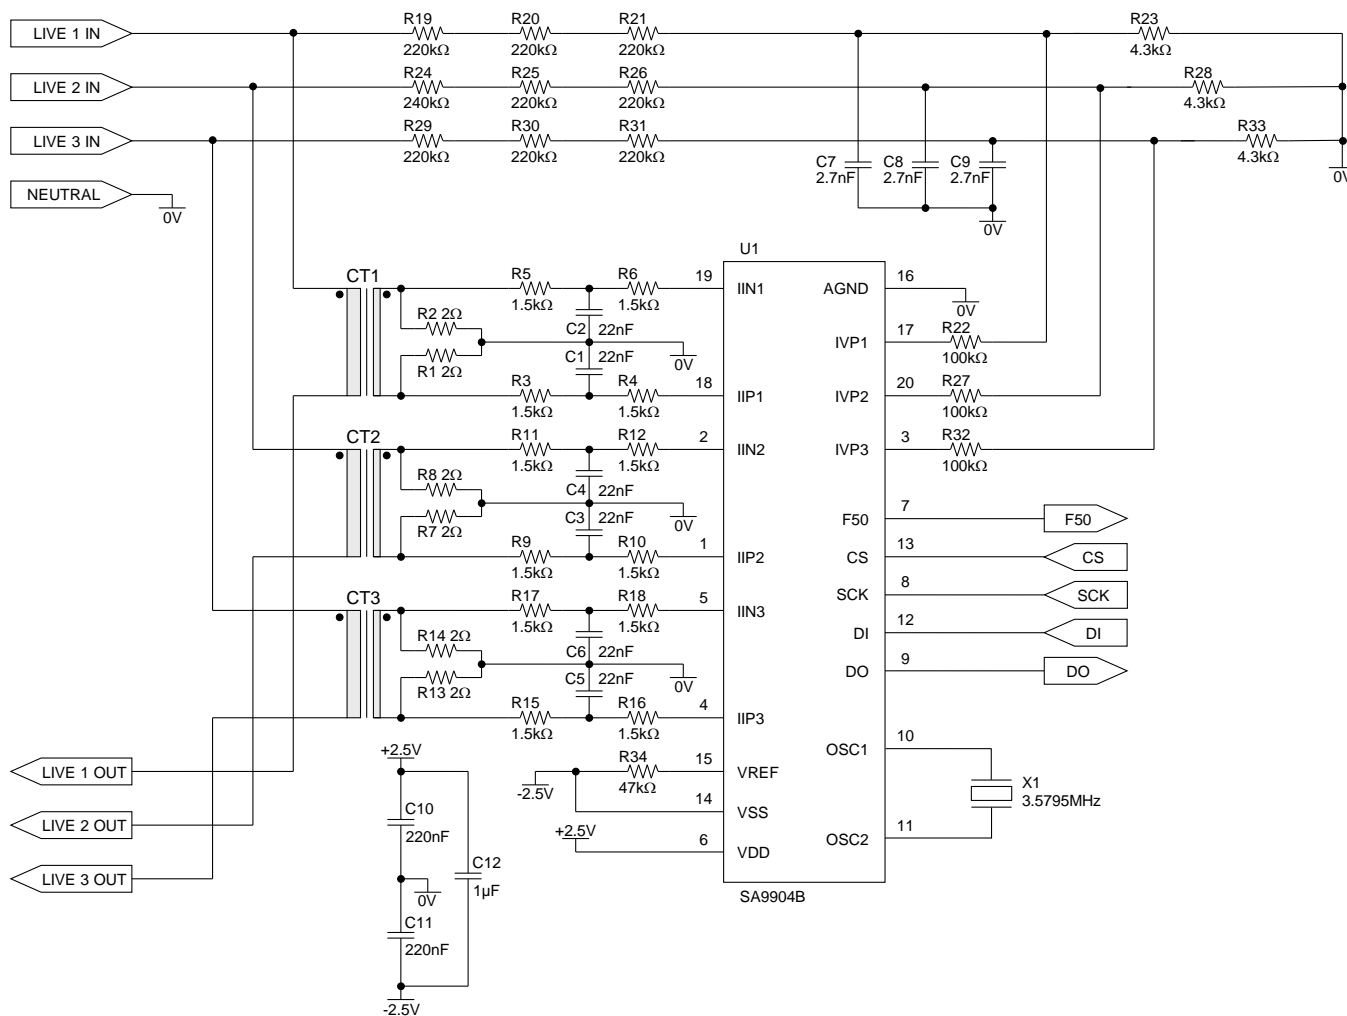 LIVE 1 IN
R19
R20
R21
R23
220kΩ
220kΩ
220kΩ
4.3kΩ
LIVE 2 IN
R24
R25
R26
R28
240kΩ
220kΩ
220kΩ
4.3kΩ
LIVE 3 IN
R29
R30
R31
R33
220kΩ
220kΩ
220kΩ
4.3kΩ
C7
2.7nF
C8
2.7nF
C9
2.7nF
0V
0V
NEUTRAL
0V
U1
CT1
R5
1.5kΩ
R6
1.5kΩ
19
IIN1
R2 2Ω
R1 2Ω
C2
22nF
C1
22nF
0V
R3
1.5kΩ
R4
1.5kΩ
18
IIP1
CT2
R11
1.5kΩ
R12
1.5kΩ
2
IIN2
R8 2Ω
R7 2Ω
C4
22nF
C3
22nF
0V
R9
1.5kΩ
R10
1.5kΩ
1
IIP2
CT3
R17
1.5kΩ
R18
1.5kΩ
5
IIN3
R14 2Ω
R13 2Ω
C6
22nF
C5
22nF
0V
R15
1.5kΩ
R16
1.5kΩ
4
IIP3
R34
47kΩ
15
VREF
-2.5V
14
VSS
+2.5V
6
VDD
AGND
16
0V
IVP1
17
R22
100kΩ
IVP2
20
R27
100kΩ
IVP3
3
R32
100kΩ
F50
7
F50
CS
13
CS
SCK
8
SCK
DI
12
DI
DO
9
DO
OSC1
10
X1
3.5795MHz
OSC2
11
SA9904B
LIVE 1 OUT
LIVE 2 OUT
LIVE 3 OUT
+2.5V
C10
220nF
C12
1µF
0V
C11
220nF
-2.5V